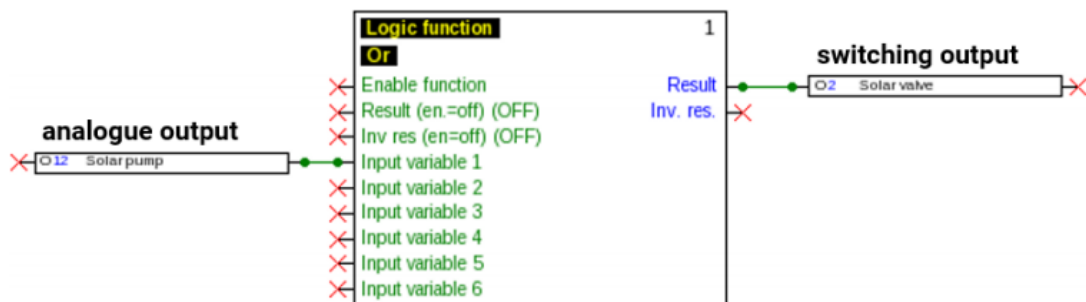 Logic function 1
Or
switching output
Enable function Result O2 Solar valve
Result (en.=off) (OFF) Inv. res.
analogue output
Inv res (en=off) (OFF)
O12 Solar pump Input variable 1
Input variable 2
Input variable 3
Input variable 4
Input variable 5
Input variable 6